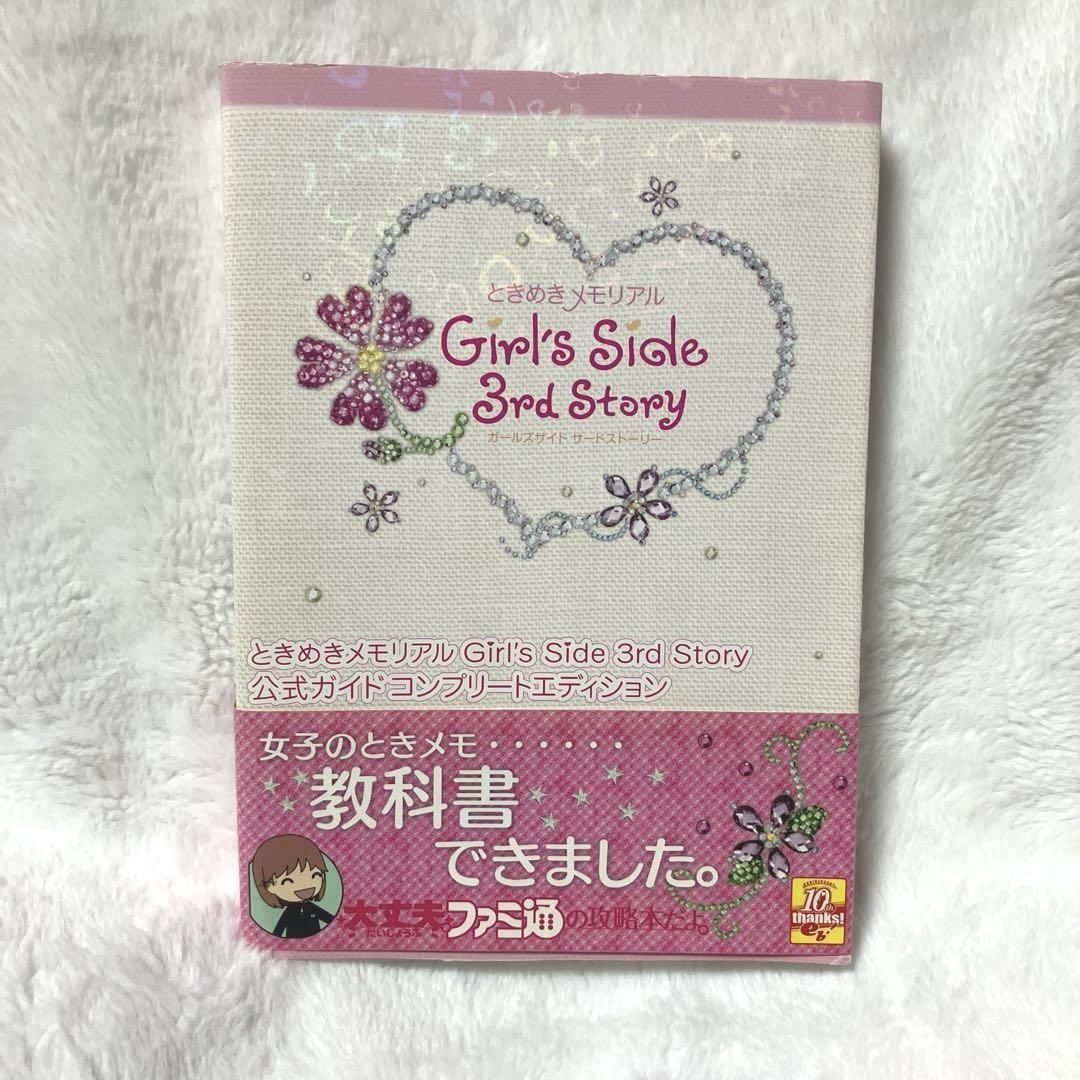 ときめきメモリアル
Girl's Side
3rd Story
ガールズサイド サードストーリー
ときめきメモリアル Girl's Side 3rd Story
公式ガイド コンプリートエディション
女子のときメモ・・・・・・
教科書
できました。
大丈夫。ファミ通の攻略本だよ。
だいじょうぶ
ANNIVERSARY
10th
thanks!
eb!